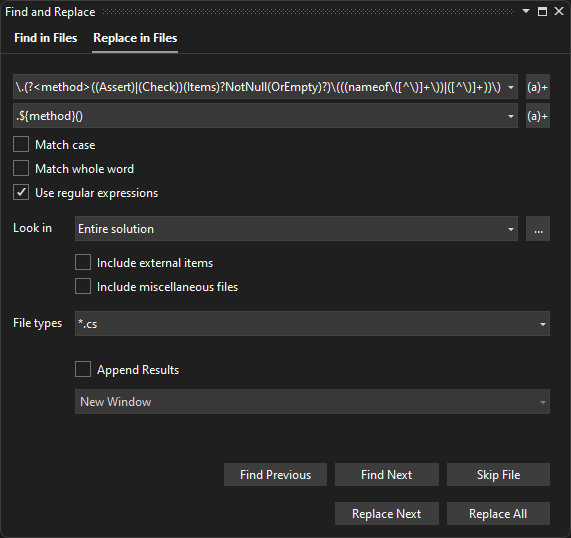 Find and Replace
Find in Files Replace in Files
\.(?<method>((Assert)|(Check))(Items)?NotNull(OrEmpty)?)\(((nameof\([^\)]+\))|([^\)]+))\) (a)+
.${method}() (a)+
Match case
Match whole word
Use regular expressions
Look in Entire solution ...
Include external items
Include miscellaneous files
File types *.cs
Append Results
New Window
Find Previous Find Next Skip File
Replace Next Replace All